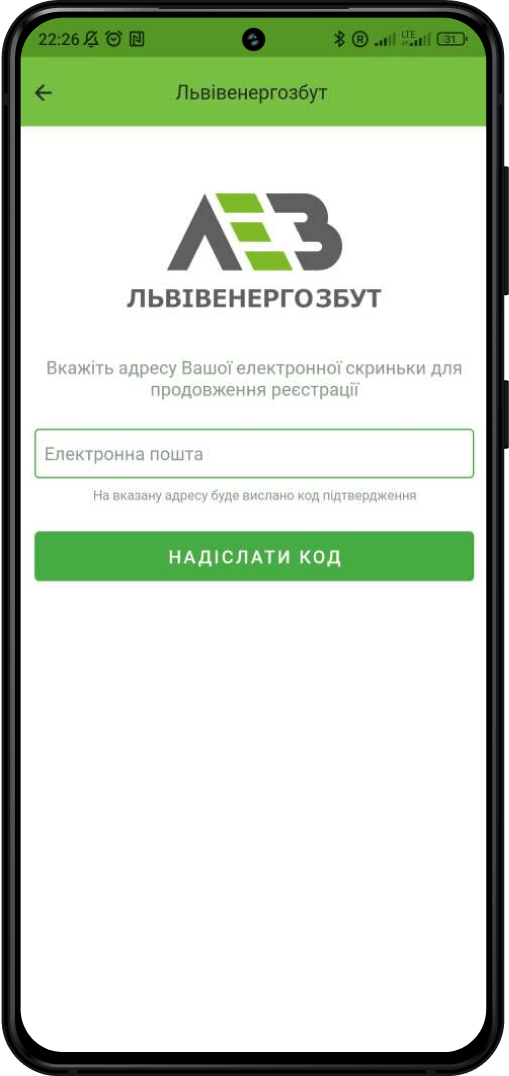 22:26
LTE
31
Львівенергозбут
ЛЕЗ
ЛЬВІВЕНЕРГОЗБУТ
Вкажіть адресу Вашої електронної скриньки для
продовження реєстрації
Електронна пошта
На вказану адресу буде вислано код підтвердження
НАДІСЛАТИ КОД